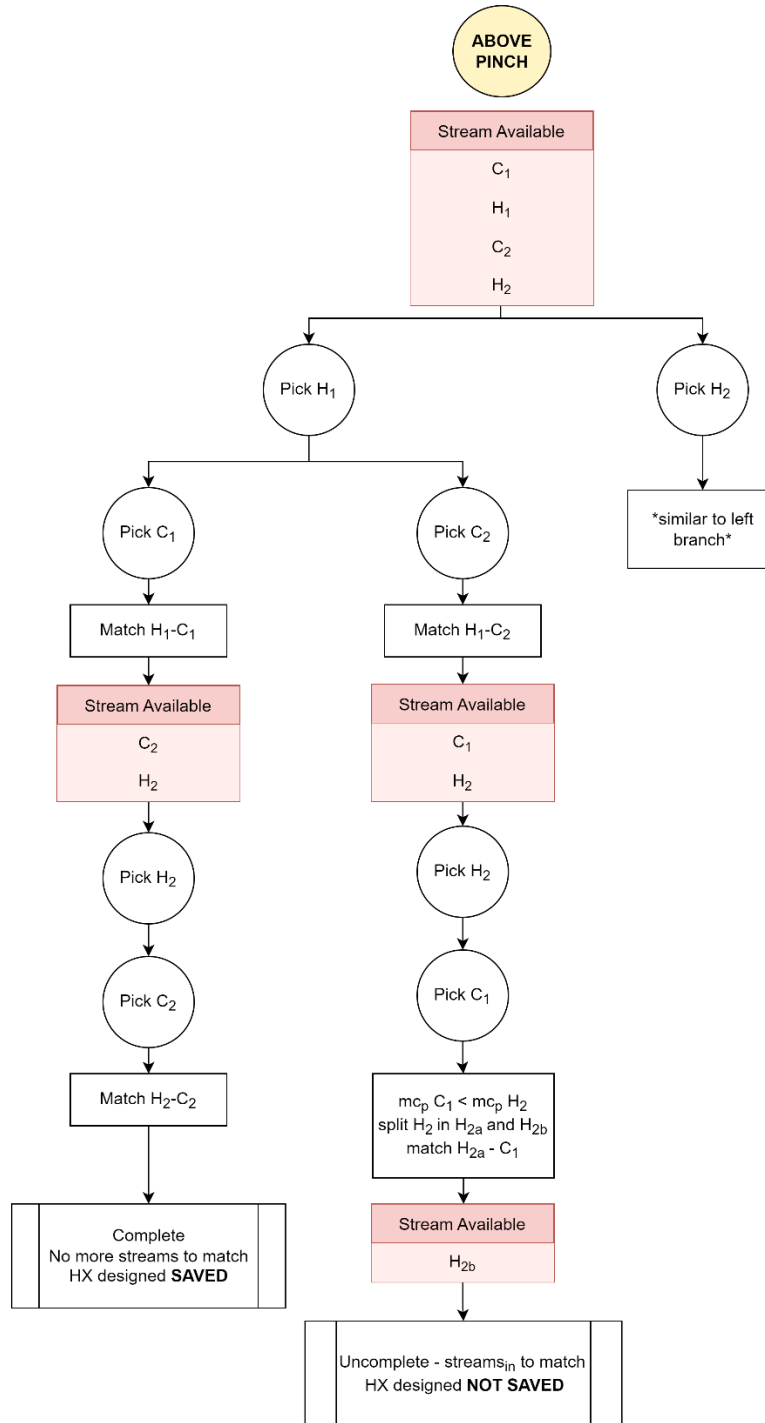 ABOVE
PINCH
Stream Available
C₁
H₁
C₂
H₂
Pick H₁
Pick H₂
*similar to left
branch*
Pick C₁
Pick C₂
Match H₁-C₁
Match H₁-C₂
Stream Available
C₂
H₂
Stream Available
C₁
H₂
Pick H₂
Pick H₂
Pick C₂
Pick C₁
Match H₂-C₂
mcₚ C₁ < mcₚ H₂
split H₂ in H₂ₐ and H₂b
match H₂ₐ - C₁
Stream Available
H₂b
Complete
No more streams to match
HX designed SAVED
Uncomplete - streamsᵢₙ to match
HX designed NOT SAVED